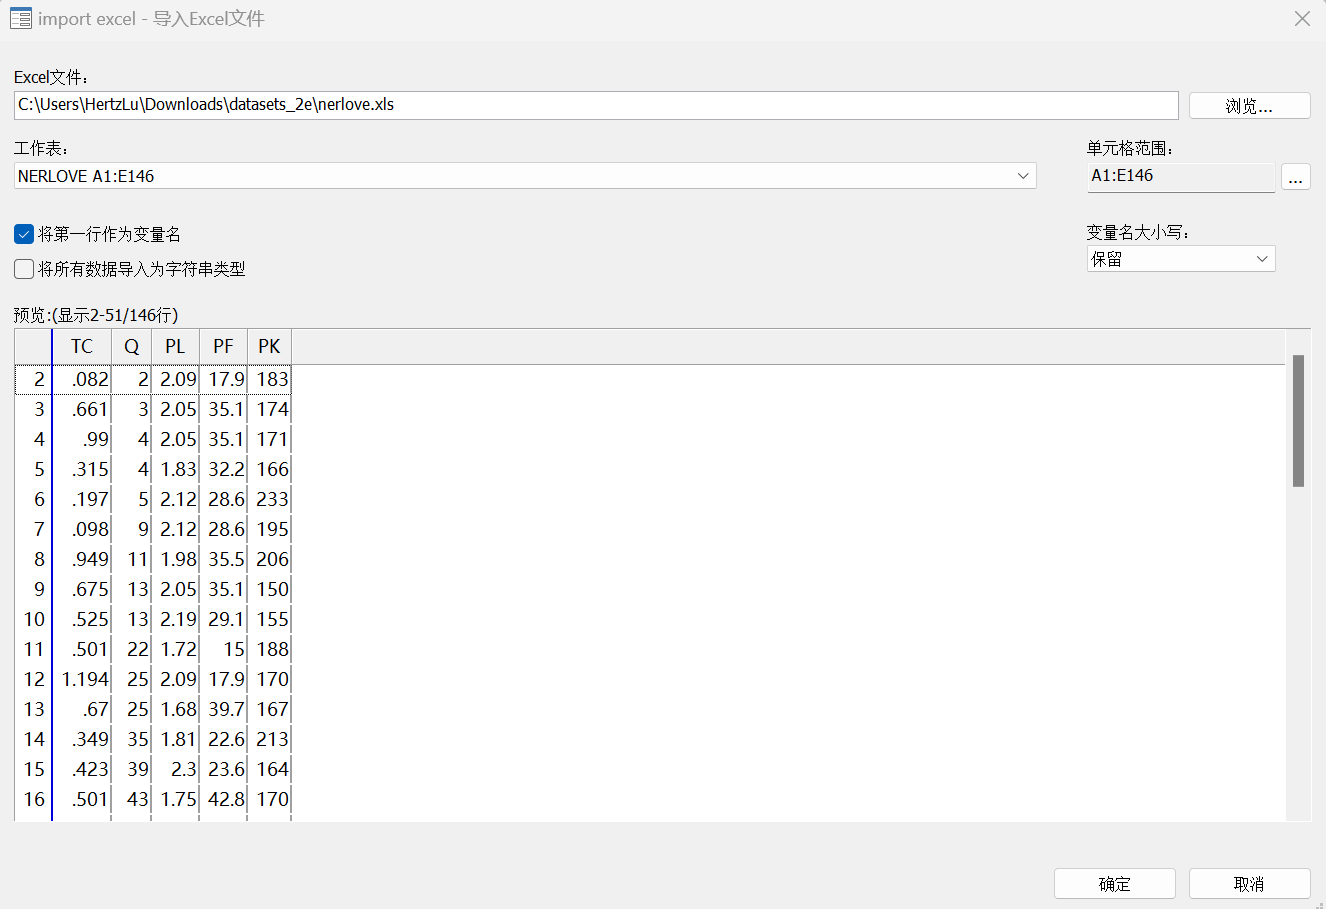 import excel - 导入Excel文件
Excel文件：
C:\Users\HertzLu\Downloads\datasets_2e\nerlove.xls
浏览...
工作表：
单元格范围：
NERLOVE A1:E146
A1:E146
...
将第一行作为变量名
变量名大小写：
将所有数据导入为字符串类型
保留
预览:(显示2-51/146行)
TC Q PL PF PK
2 .082 2 2.09 17.9 183
3 .661 3 2.05 35.1 174
4 .99 4 2.05 35.1 171
5 .315 4 1.83 32.2 166
6 .197 5 2.12 28.6 233
7 .098 9 2.12 28.6 195
8 .949 11 1.98 35.5 206
9 .675 13 2.05 35.1 150
10 .525 13 2.19 29.1 155
11 .501 22 1.72 15 188
12 1.194 25 2.09 17.9 170
13 .67 25 1.68 39.7 167
14 .349 35 1.81 22.6 213
15 .423 39 2.3 23.6 164
16 .501 43 1.75 42.8 170
确定
取消